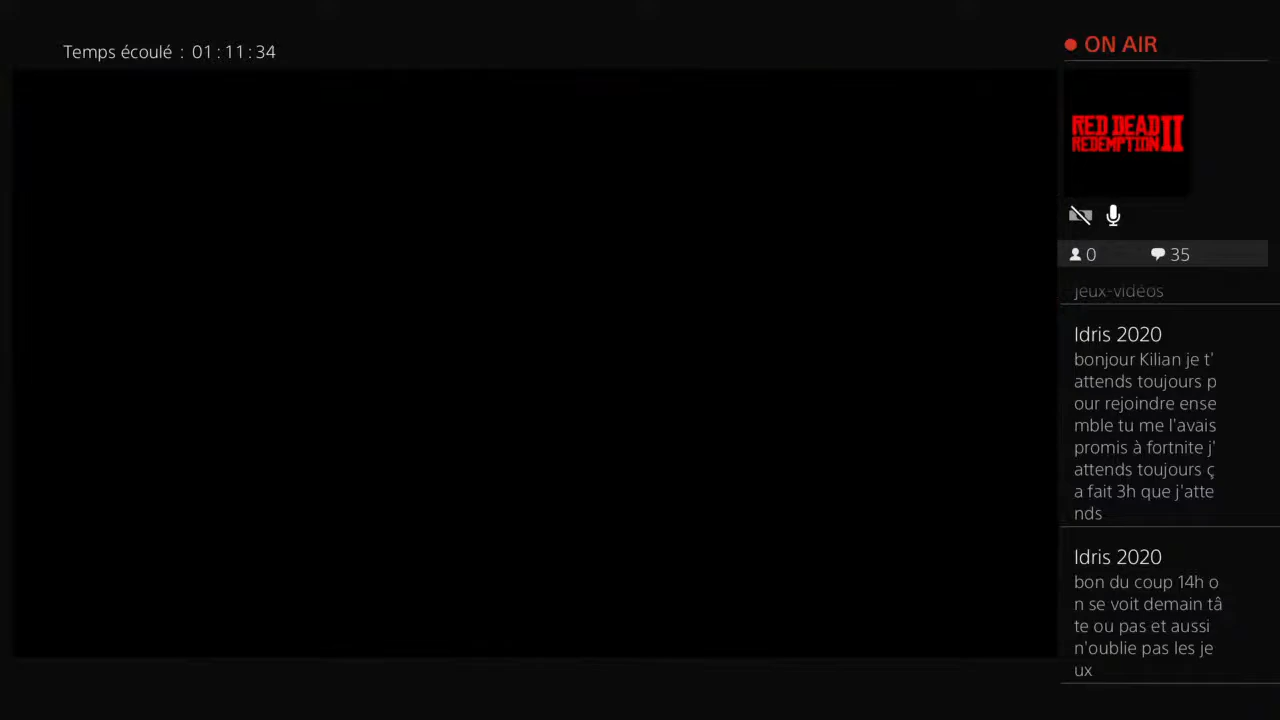 Temps écoulé : 01:11:34
ON AIR
RED DEAD
REDEMPTION II
0 35
jeux-vidéos
Idris 2020
bonjour Kilian je t'
attends toujours p
our rejoindre ense
mble tu me l'avais
promis à fortnite j'
attends toujours ç
a fait 3h que j'atte
nds
Idris 2020
bon du coup 14h o
n se voit demain tâ
te ou pas et aussi
n'oublie pas les je
ux